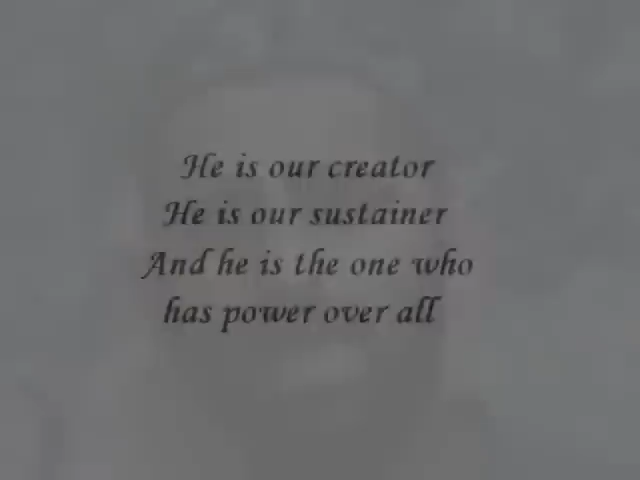 He is our creator
He is our sustainer
And he is the one who
has power over all